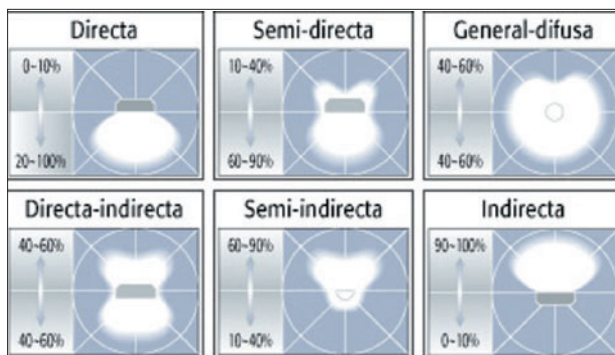 Directa
0~10%
20~100%
Semi-directa
10~40%
60~90%
General-difusa
40~60%
40~60%
Directa-indirecta
40~60%
40~60%
Semi-indirecta
60~90%
10~40%
Indirecta
90~100%
0~10%